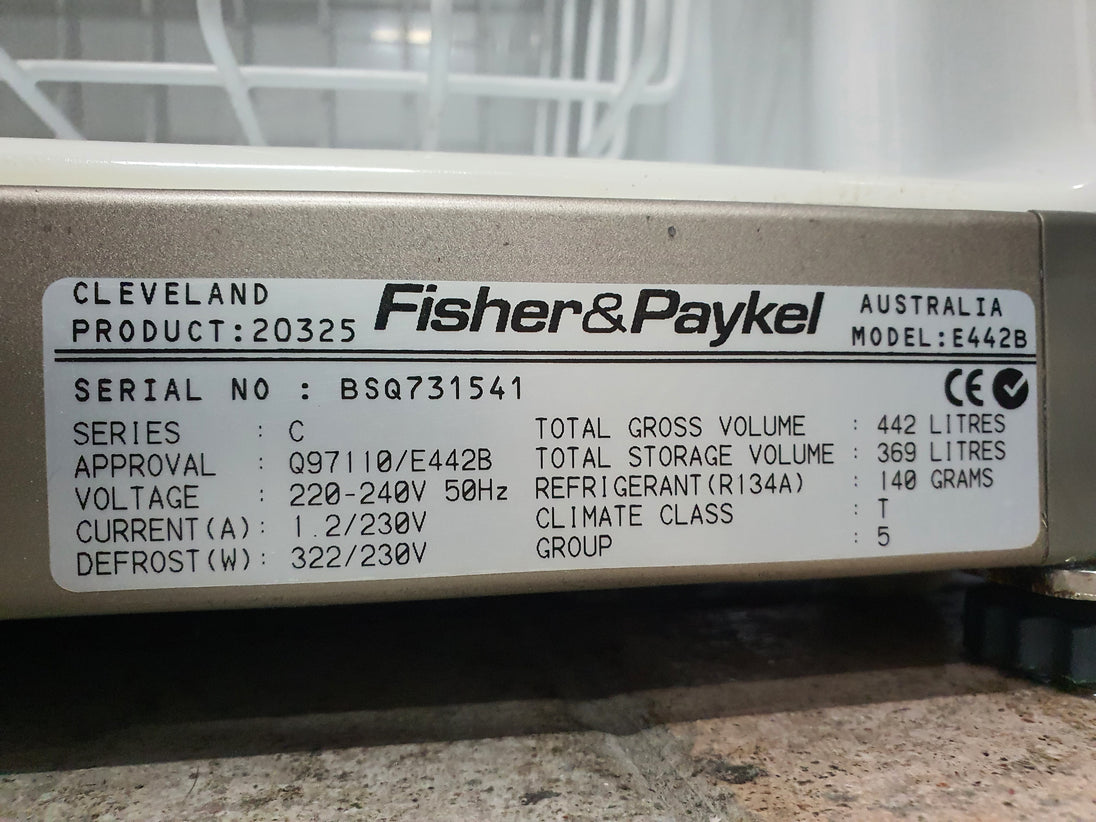 CLEVELAND
PRODUCT:20325
Fisher&Paykel
AUSTRALIA
MODEL:E442B
SERIAL NO : BSQ731541
CE
SERIES : C
APPROVAL : Q97110/E442B
VOLTAGE : 220-240V 50Hz
CURRENT(A): 1.2/230V
DEFROST(W): 322/230V
TOTAL GROSS VOLUME : 442 LITRES
TOTAL STORAGE VOLUME : 369 LITRES
REFRIGERANT(R134A) : 140 GRAMS
CLIMATE CLASS : T
GROUP : 5